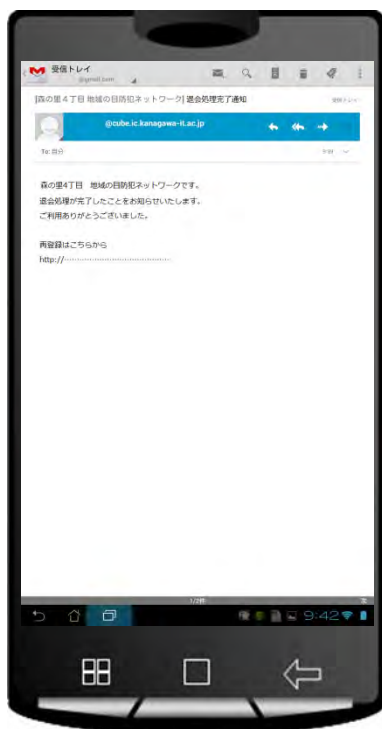 受信トレイ
@gmail.com
[森の里４丁目 地域の目防犯ネットワーク] 退会処理完了通知
@cube.ic.kanagawa-it.ac.jp
To: 自分
森の里4丁目　地域の目防犯ネットワークです。
退会処理が完了したことをお知らせいたします。
ご利用ありがとうございました。
再登録はこちらから
http://……………………………………
9:42